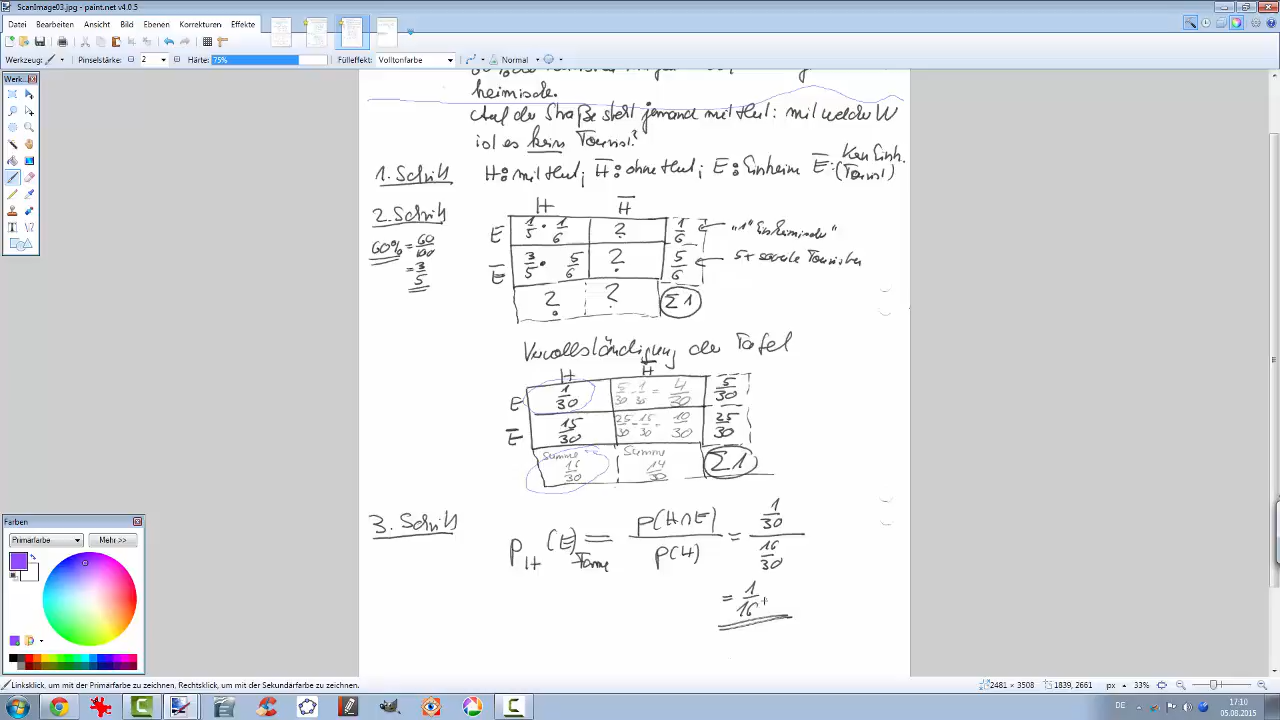 ScanImage03.jpg - paint.net v4.0.5
Datei Bearbeiten Ansicht Bild Ebenen Korrekturen Effekte
Werkzeug: Pinselstärke: 2 Härte: 75% Fülleffekt: Volltonfarbe Normal
Werk...
heimische.
Auf der Straße steht jemand mit Hut: mit welcher W
ist es kein Tourist?
1. Schritt H: mit Hut; H̅: ohne Hut; E: Einheim E̅: Kein Einh.
(Tourist)
2. Schritt
H H̅
60% = 60/100
= 3/5
E 1/5 · 1/6 ? 1/6 ← "1" Einheimischer"
E̅ 3/5 · 5/6 ? 5/6 ← 5x soviele Touristen
? ? Σ1
Vervollständigung der Tafel
H H̅
E 1/30 5/30 - 1/30 = 4/30 5/30
E̅ 15/30 25/30 - 15/30 = 10/30 25/30
Summe Summe
16/30 14/30 Σ1
3. Schritt
P_H (E) = P(H∩E) / P(H) = 1/30 / 16/30
= 1/16
Farben
Primärfarbe Mehr >>
Linksklick, um mit der Primärfarbe zu zeichnen, Rechtsklick, um mit der Sekundärfarbe zu zeichnen.
2481 × 3508 1839, 2661 px 33%
DE 17:10
05.08.2015